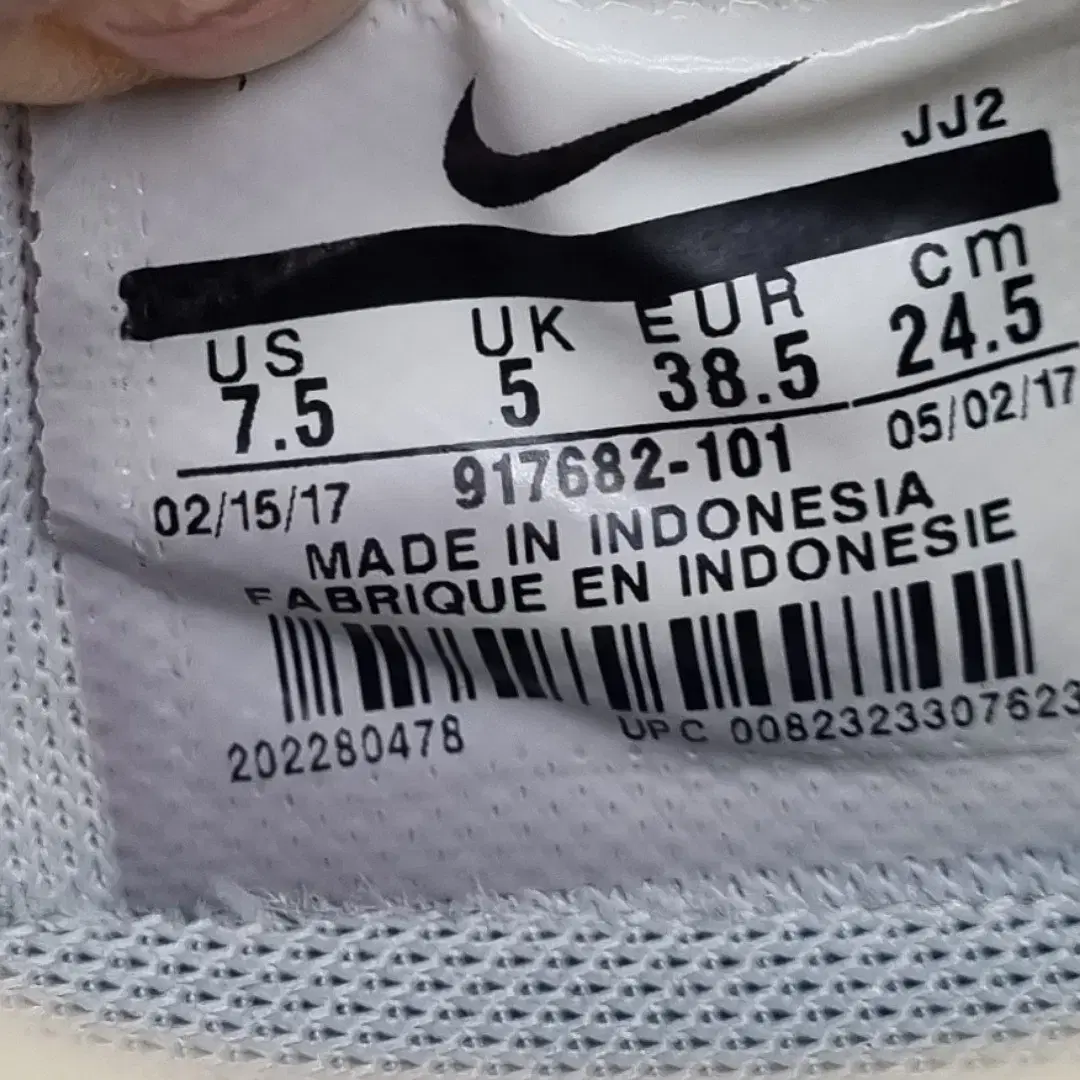 JJ2
US UK EUR cm
7.5 5 38.5 24.5
02/15/17 917682-101 05/02/17
MADE IN INDONESIA
FABRIQUE EN INDONESIE
202280478 UPC 0082323307623